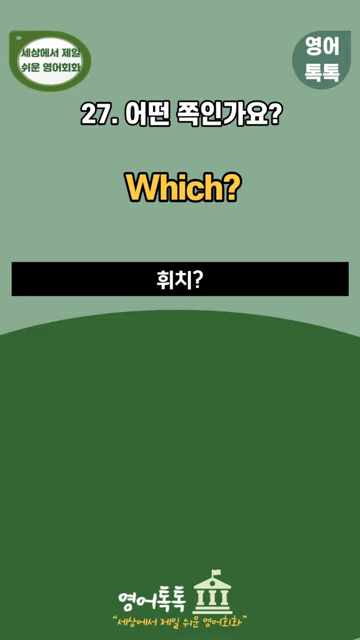 세상에서 제일
쉬운 영어회화
영어
톡톡
27. 어떤 쪽인가요?
Which?
휘치?
영어톡톡
"세상에서 제일 쉬운 영어회화"